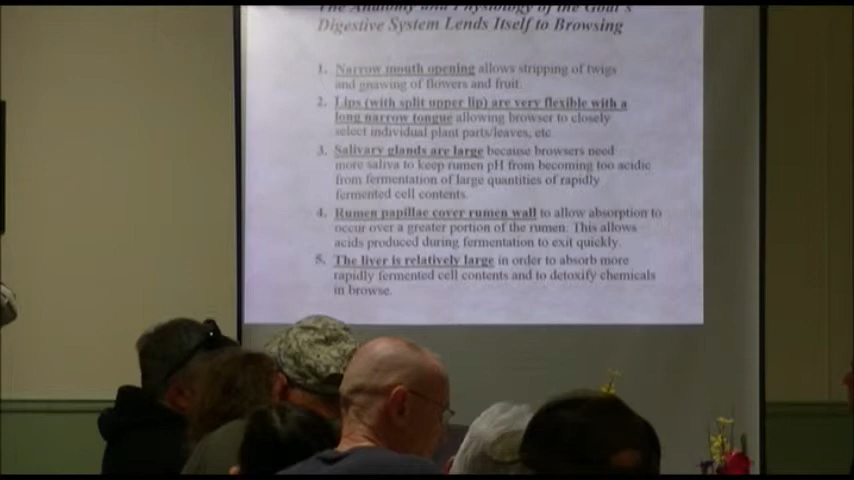 The Anatomy and Physiology of the Goat's
Digestive System Lends Itself to Browsing
1. Narrow mouth opening allows stripping of twigs
and gnawing of flowers and fruit.
2. Lips (with split upper lip) are very flexible with a
long narrow tongue allowing browser to closely
select individual plant parts/leaves, etc
3. Salivary glands are large because browsers need
more saliva to keep rumen pH from becoming too acidic
from fermentation of large quantities of rapidly
fermented cell contents.
4. Rumen papillae cover rumen wall to allow absorption to
occur over a greater portion of the rumen. This allows
acids produced during fermentation to exit quickly.
5. The liver is relatively large in order to absorb more
rapidly fermented cell contents and to detoxify chemicals
in browse.